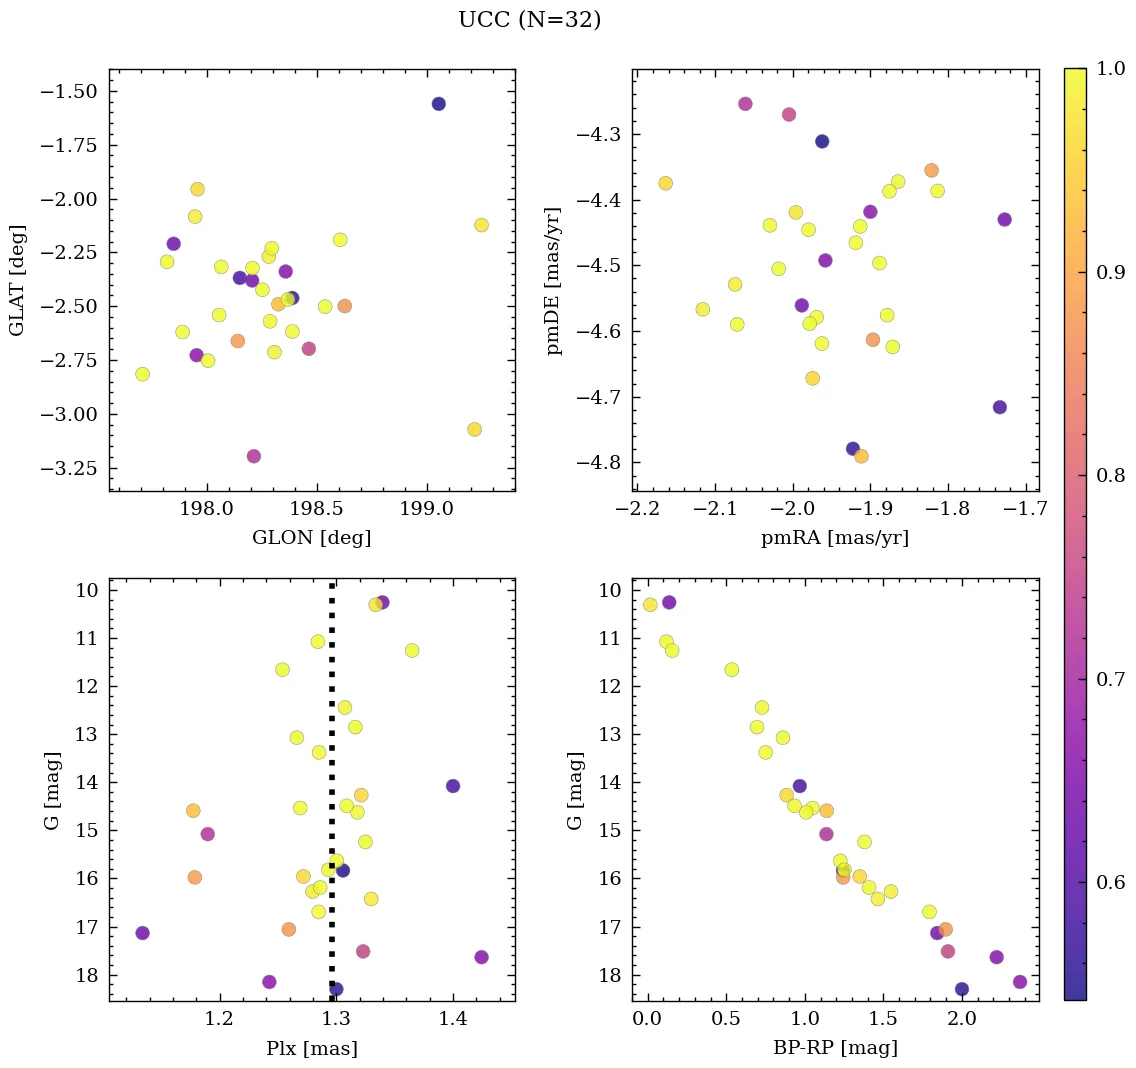 UCC (N=32)
−1.50
−1.75
−2.00
−2.25
−2.50
−2.75
−3.00
−3.25
GLAT [deg]
198.0 198.5 199.0
GLON [deg]
−4.3
−4.4
−4.5
−4.6
−4.7
−4.8
pmDE [mas/yr]
−2.2 −2.1 −2.0 −1.9 −1.8 −1.7
pmRA [mas/yr]
10
11
12
13
14
15
16
17
18
G [mag]
1.2 1.3 1.4
Plx [mas]
10
11
12
13
14
15
16
17
18
G [mag]
0.0 0.5 1.0 1.5 2.0
BP-RP [mag]
1.0
0.9
0.8
0.7
0.6